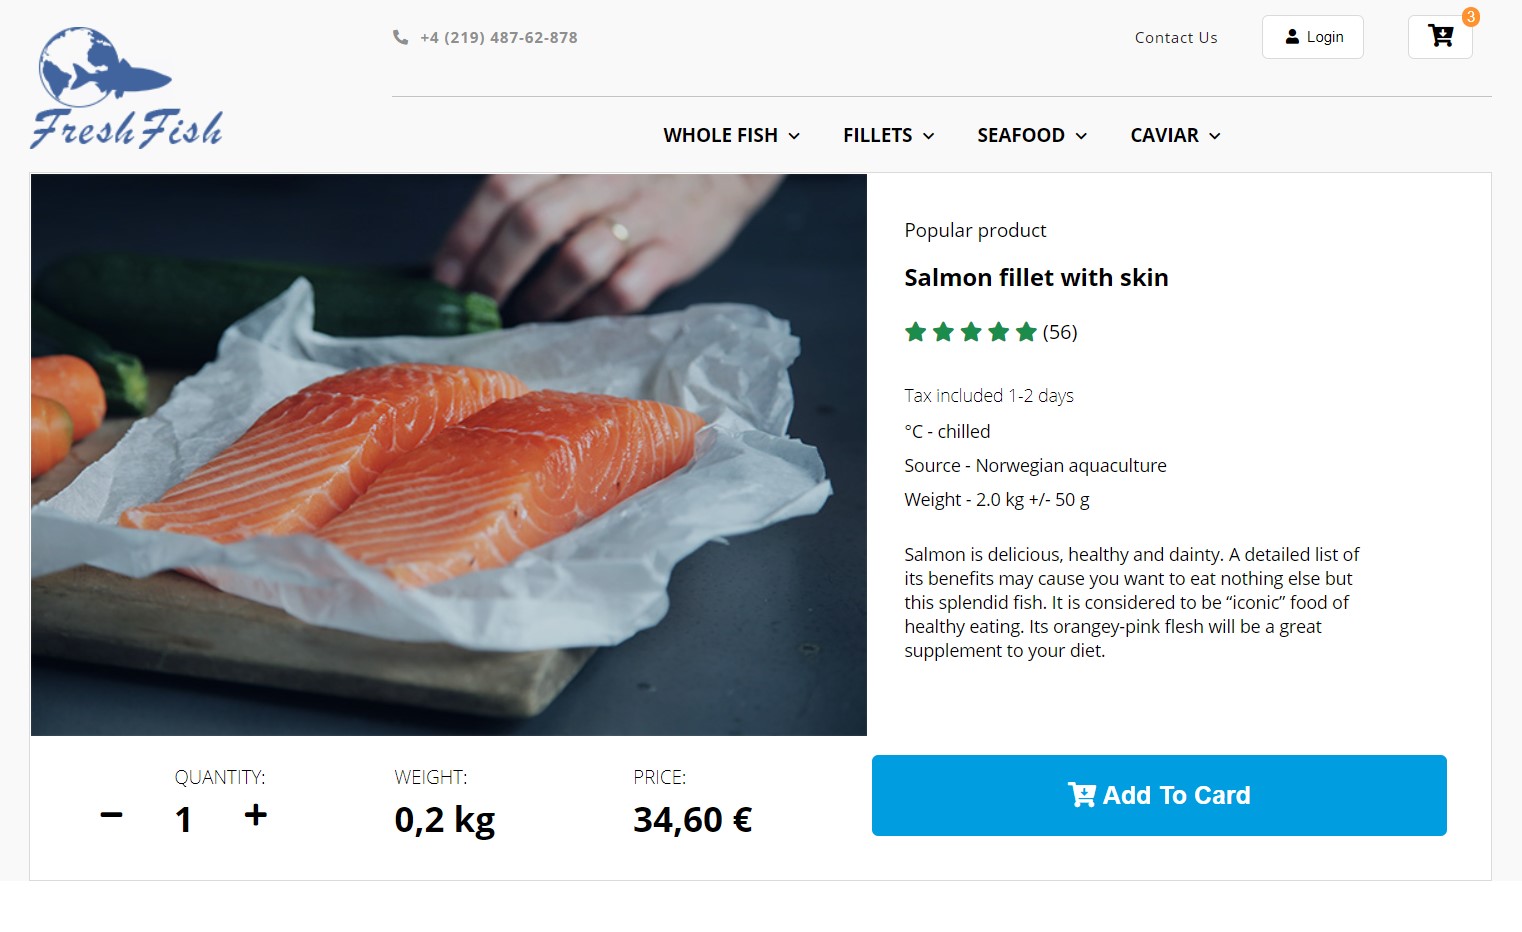 +4 (219) 487-62-878
Contact Us
Login
3
Fresh Fish
WHOLE FISH
FILLETS
SEAFOOD
CAVIAR
Popular product
Salmon fillet with skin
(56)
Tax included 1-2 days
°C - chilled
Source - Norwegian aquaculture
Weight - 2.0 kg +/- 50 g
Salmon is delicious, healthy and dainty. A detailed list of
its benefits may cause you want to eat nothing else but
this splendid fish. It is considered to be “iconic” food of
healthy eating. Its orangey-pink flesh will be a great
supplement to your diet.
QUANTITY:
1
WEIGHT:
0,2 kg
PRICE:
34,60 €
Add To Card